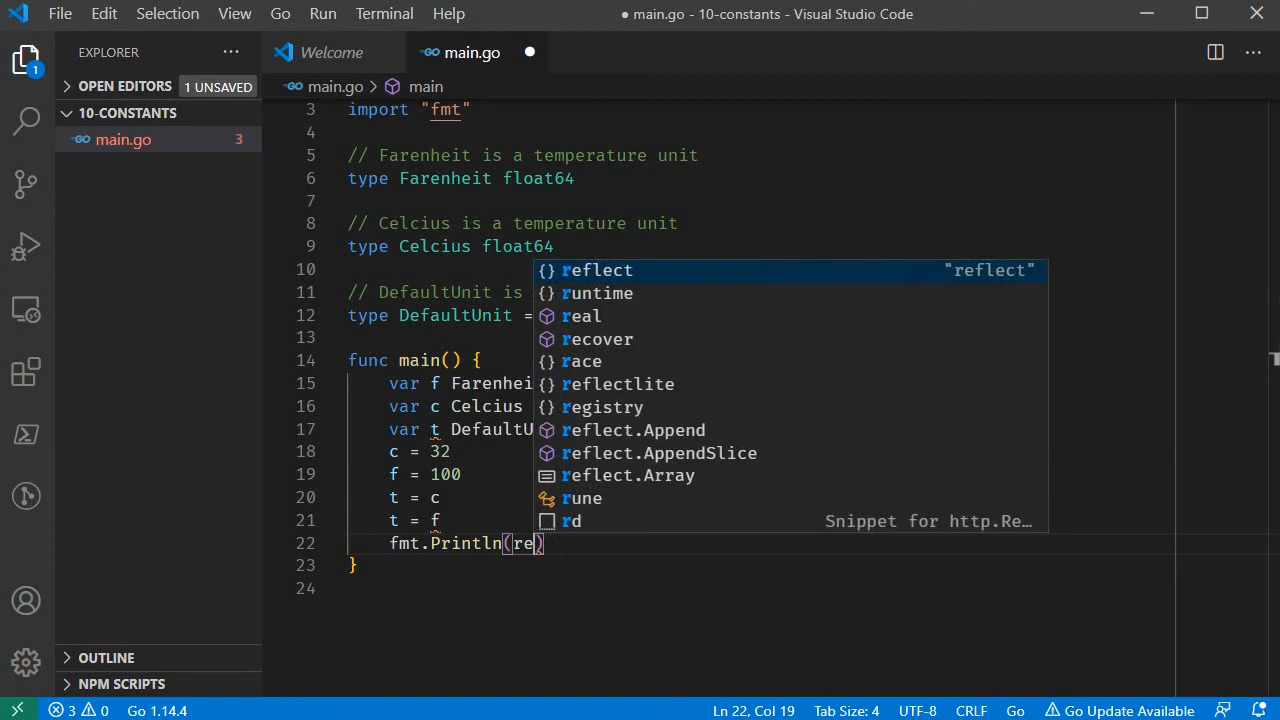 File Edit Selection View Go Run Terminal Help ● main.go - 10-constants - Visual Studio Code
EXPLORER ...
Welcome
main.go
OPEN EDITORS 1 UNSAVED
main.go > main
10-CONSTANTS
main.go 3
1
3 import "fmt"
4
5 // Farenheit is a temperature unit
6 type Farenheit float64
7
8 // Celcius is a temperature unit
9 type Celcius float64
10
11 // DefaultUnit is
12 type DefaultUnit =
13
14 func main() {
15 var f Farenhei
16 var c Celcius
17 var t DefaultU
18 c = 32
19 f = 100
20 t = c
21 t = f
22 fmt.Println(re)
23 }
24
reflect "reflect"
runtime
real
recover
race
reflectlite
registry
reflect.Append
reflect.AppendSlice
reflect.Array
rune
rd Snippet for http.Re…
OUTLINE
NPM SCRIPTS
3 0 Go 1.14.4 Ln 22, Col 19 Tab Size: 4 UTF-8 CRLF Go Go Update Available